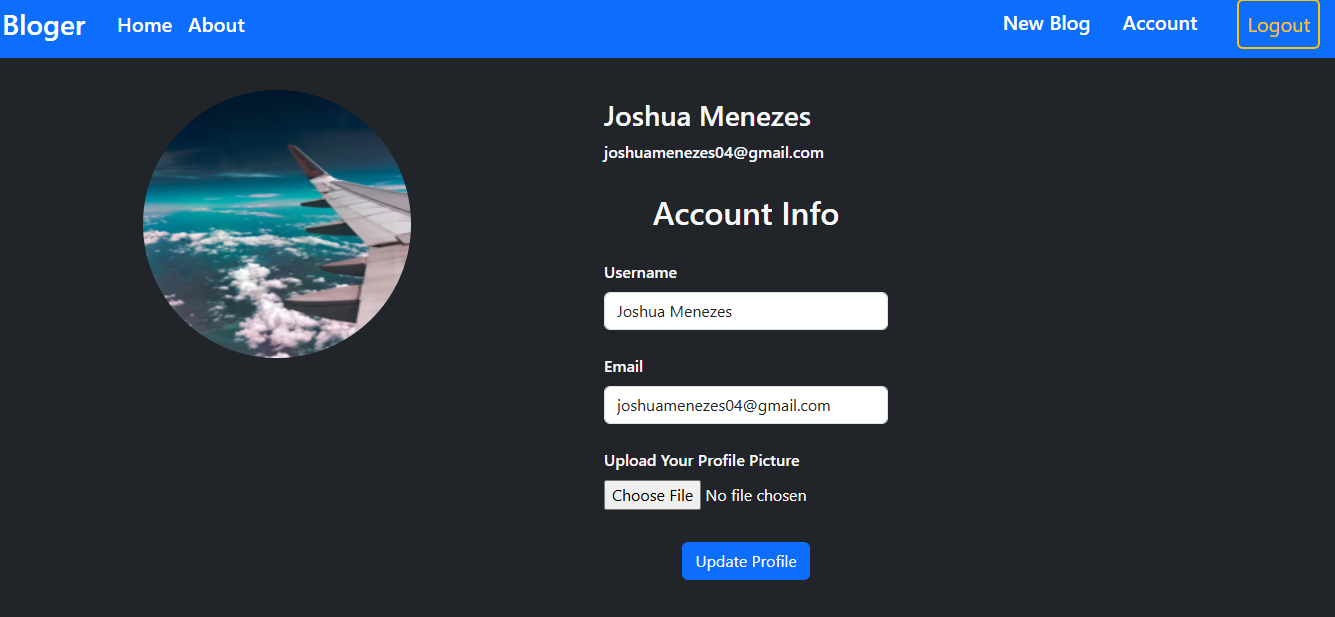 Bloger Home About New Blog Account Logout
Joshua Menezes
joshuamenezes04@gmail.com
Account Info
Username
Joshua Menezes
Email
joshuamenezes04@gmail.com
Upload Your Profile Picture
Choose File No file chosen
Update Profile